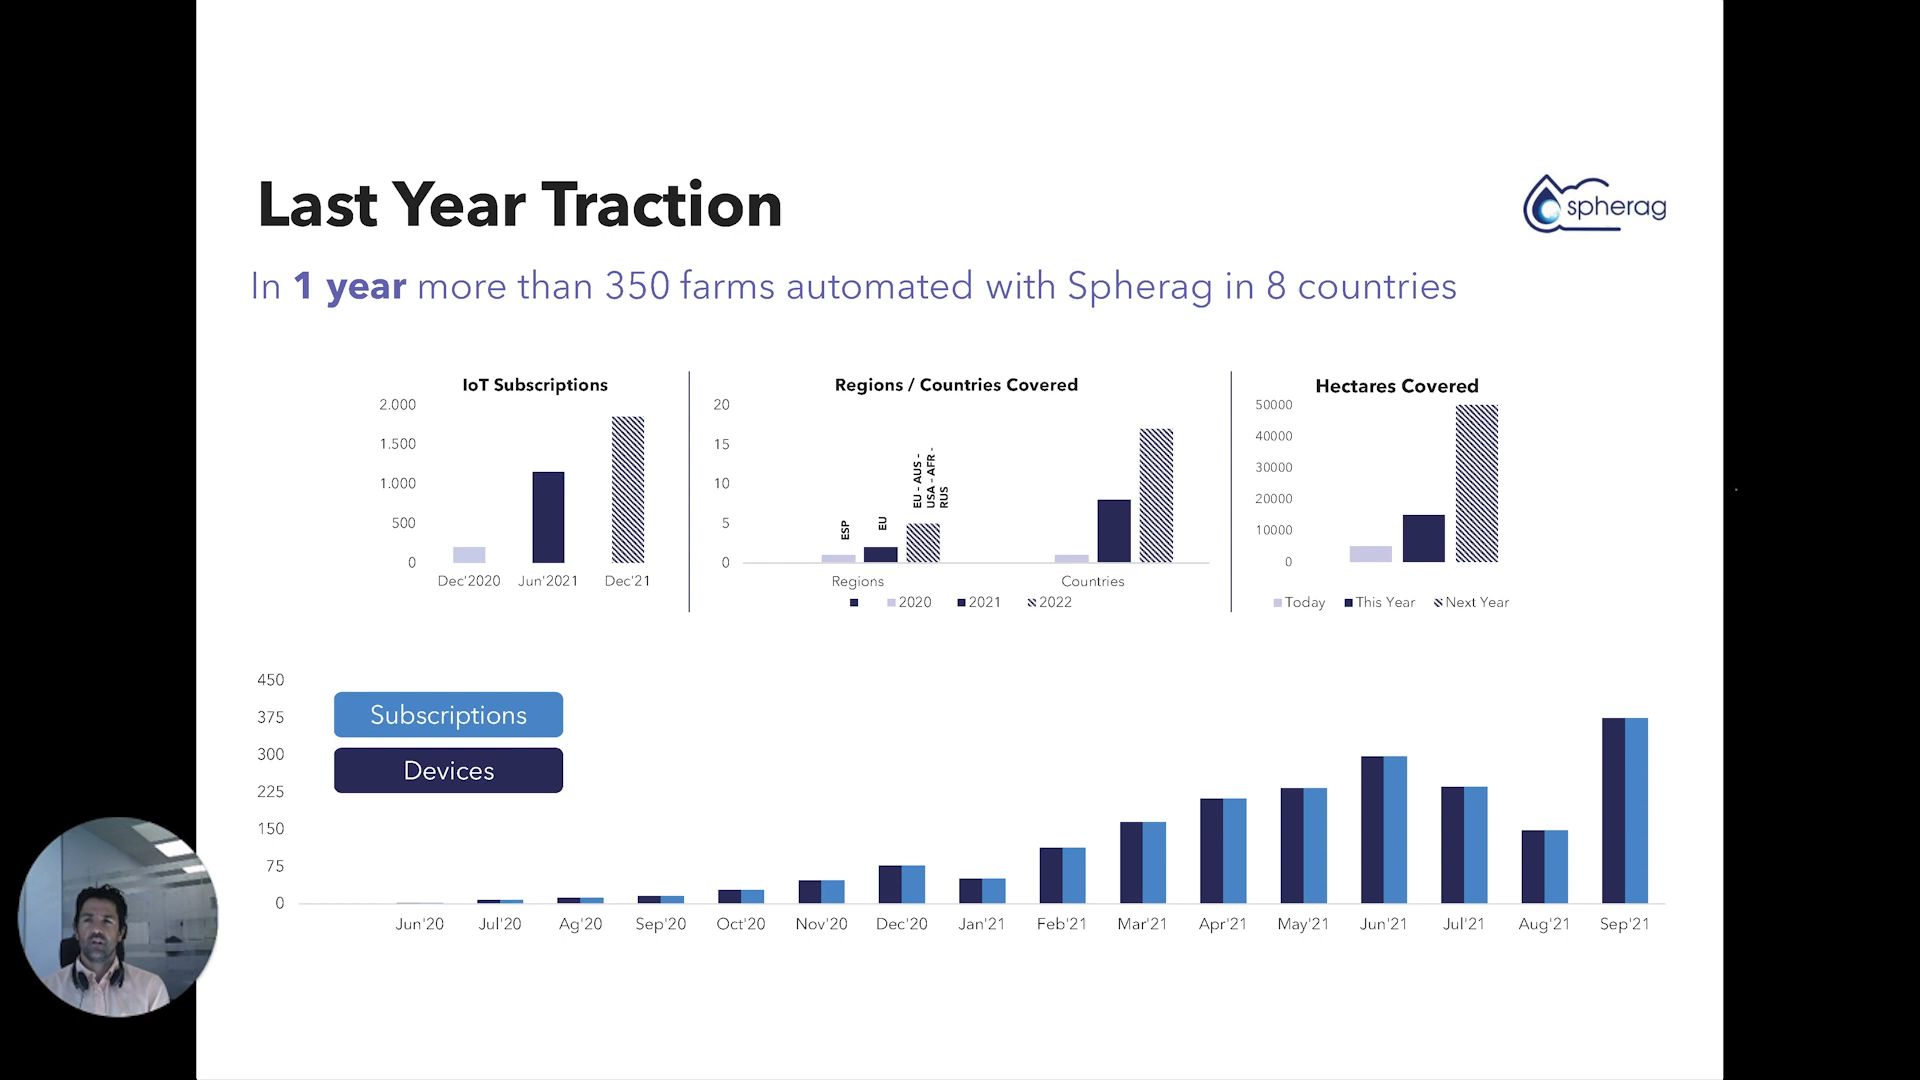 Last Year Traction
spherag
In 1 year more than 350 farms automated with Spherag in 8 countries
IoT Subscriptions
2.000
1.500
1.000
500
0
Dec'2020 Jun'2021 Dec'21
Regions / Countries Covered
20
15
10
5
0
ESP
EU
EU - AUS -
USA - AFR -
RUS
Regions Countries
2020 2021 2022
Hectares Covered
50000
40000
30000
20000
10000
0
Today This Year Next Year
450
375
300
225
150
75
0
Subscriptions
Devices
Jun'20 Jul'20 Ag'20 Sep'20 Oct'20 Nov'20 Dec'20 Jan'21 Feb'21 Mar'21 Apr'21 May'21 Jun'21 Jul'21 Aug'21 Sep'21